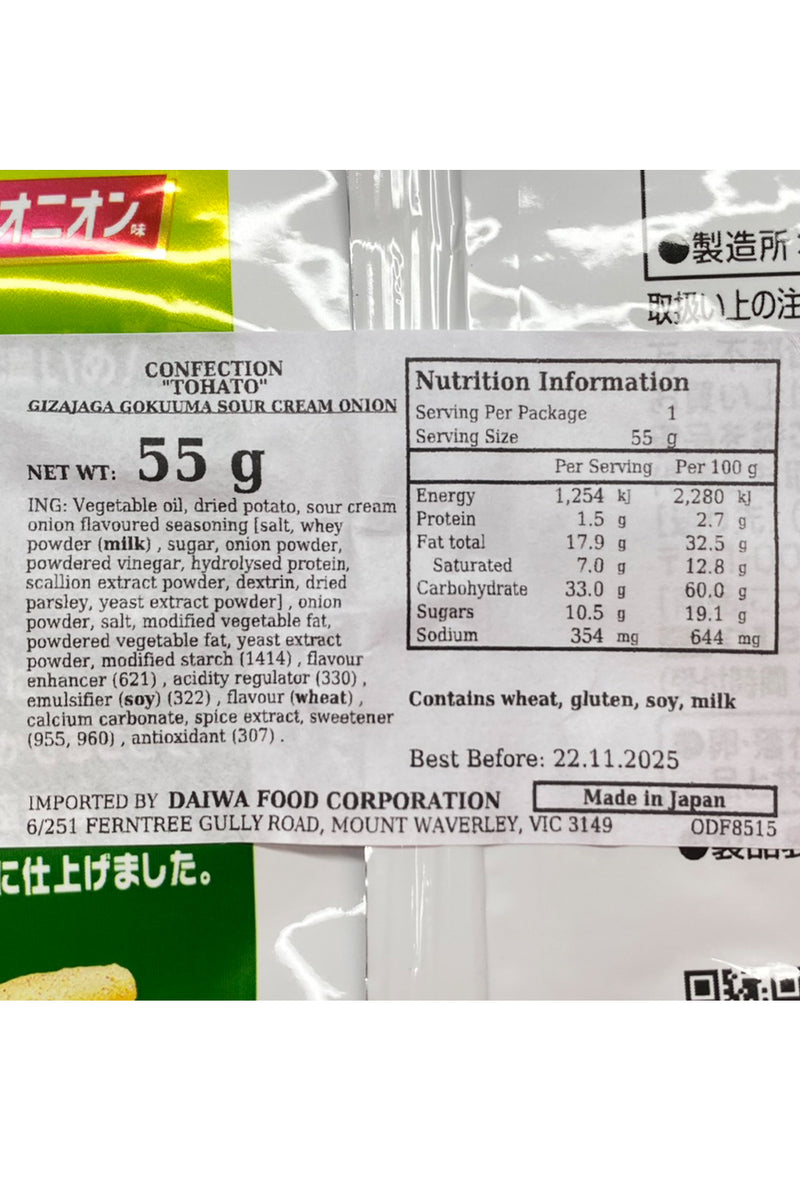 オニオン味
●製造所
取扱い上の注
CONFECTION
"TOHATO"
GIZAJAGA GOKUUMA SOUR CREAM ONION
NET WT: 55 g
ING: Vegetable oil, dried potato, sour cream
onion flavoured seasoning [salt, whey
powder (milk) , sugar, onion powder,
powdered vinegar, hydrolysed protein,
scallion extract powder, dextrin, dried
parsley, yeast extract powder] , onion
powder, salt, modified vegetable fat,
powdered vegetable fat, yeast extract
powder, modified starch (1414) , flavour
enhancer (621) , acidity regulator (330) ,
emulsifier (soy) (322) , flavour (wheat) ,
calcium carbonate, spice extract, sweetener
(955, 960) , antioxidant (307) .
Nutrition Information
Serving Per Package 1
Serving Size 55 g
Per Serving Per 100 g
Energy 1,254 kj 2,280 kj
Protein 1.5 g 2.7 g
Fat total 17.9 g 32.5 g
Saturated 7.0 g 12.8 g
Carbohydrate 33.0 g 60.0 g
Sugars 10.5 g 19.1 g
Sodium 354 mg 644 mg
Contains wheat, gluten, soy, milk
Best Before: 22.11.2025
IMPORTED BY DAIWA FOOD CORPORATION
Made in Japan
6/251 FERNTREE GULLY ROAD, MOUNT WAVERLEY, VIC 3149
ODF8515
に仕上げました。